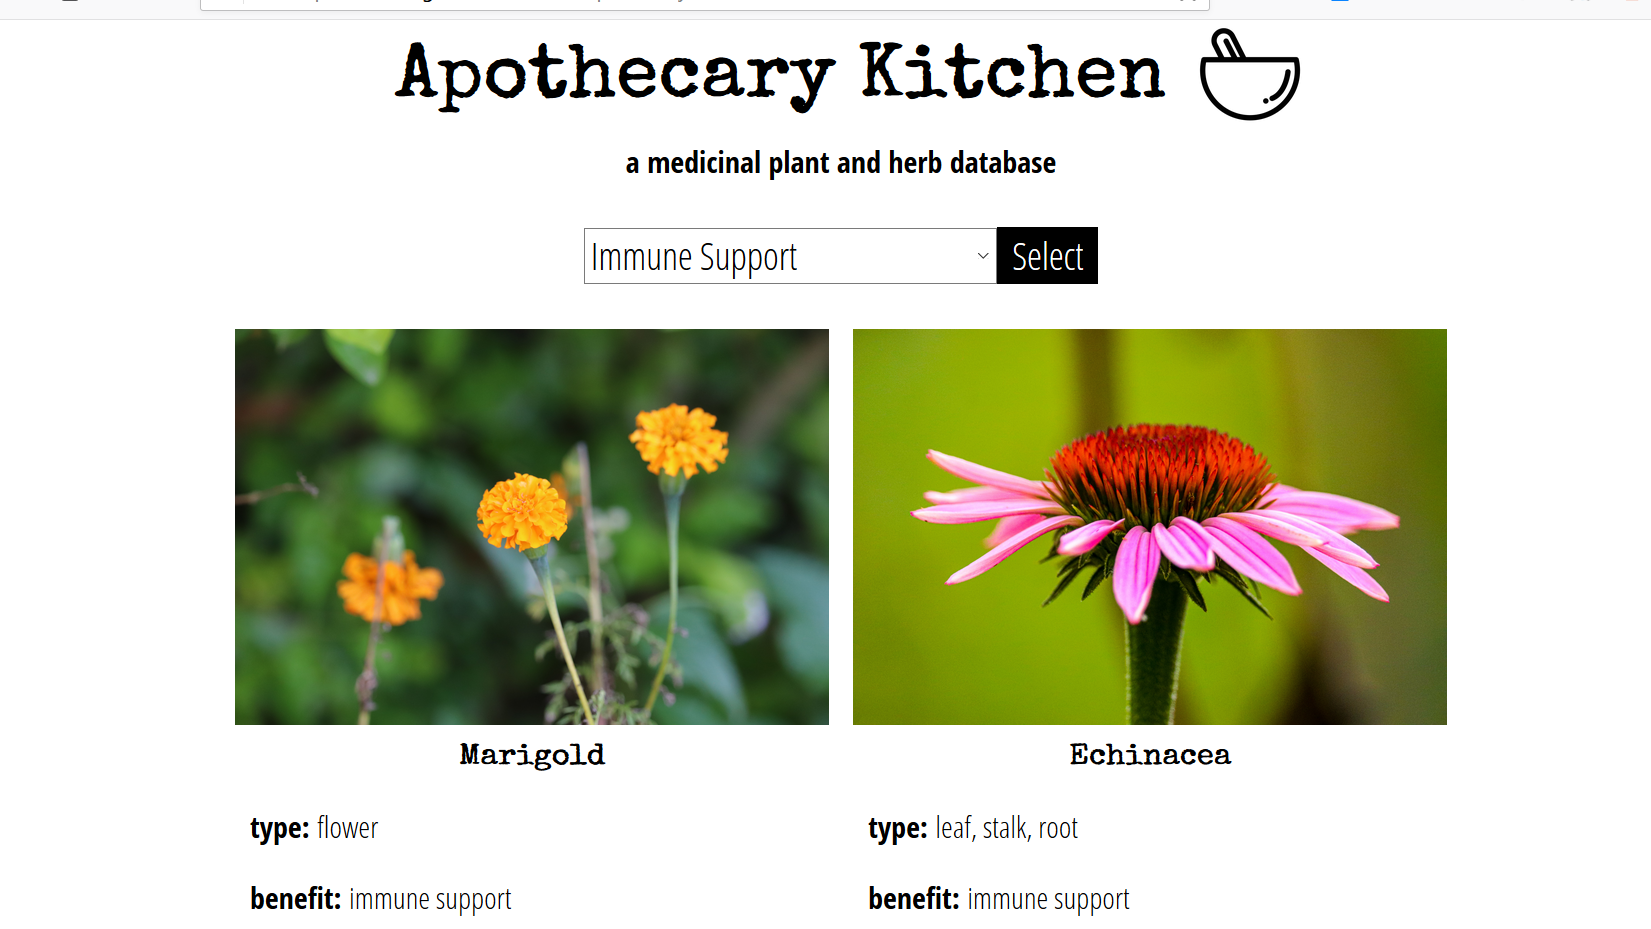 Apothecary Kitchen
a medicinal plant and herb database
Immune Support
Select
Marigold
Echinacea
type: flower
type: leaf, stalk, root
benefit: immune support
benefit: immune support